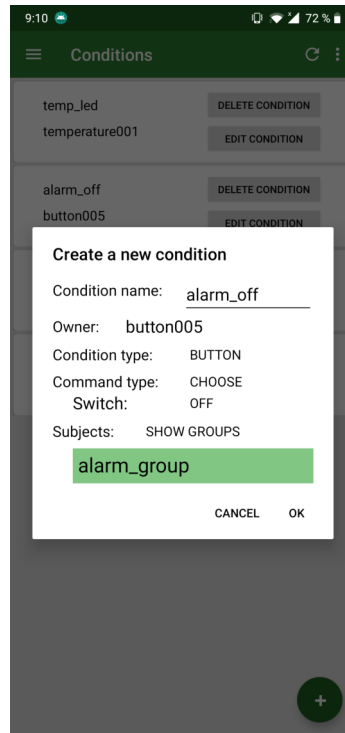 9:10 72 %
Conditions
temp_led DELETE CONDITION
temperature001 EDIT CONDITION
alarm_off DELETE CONDITION
button005 EDIT CONDITION
Create a new condition
Condition name: alarm_off
Owner: button005
Condition type: BUTTON
Command type: CHOOSE
Switch: OFF
Subjects: SHOW GROUPS
alarm_group
CANCEL OK
+